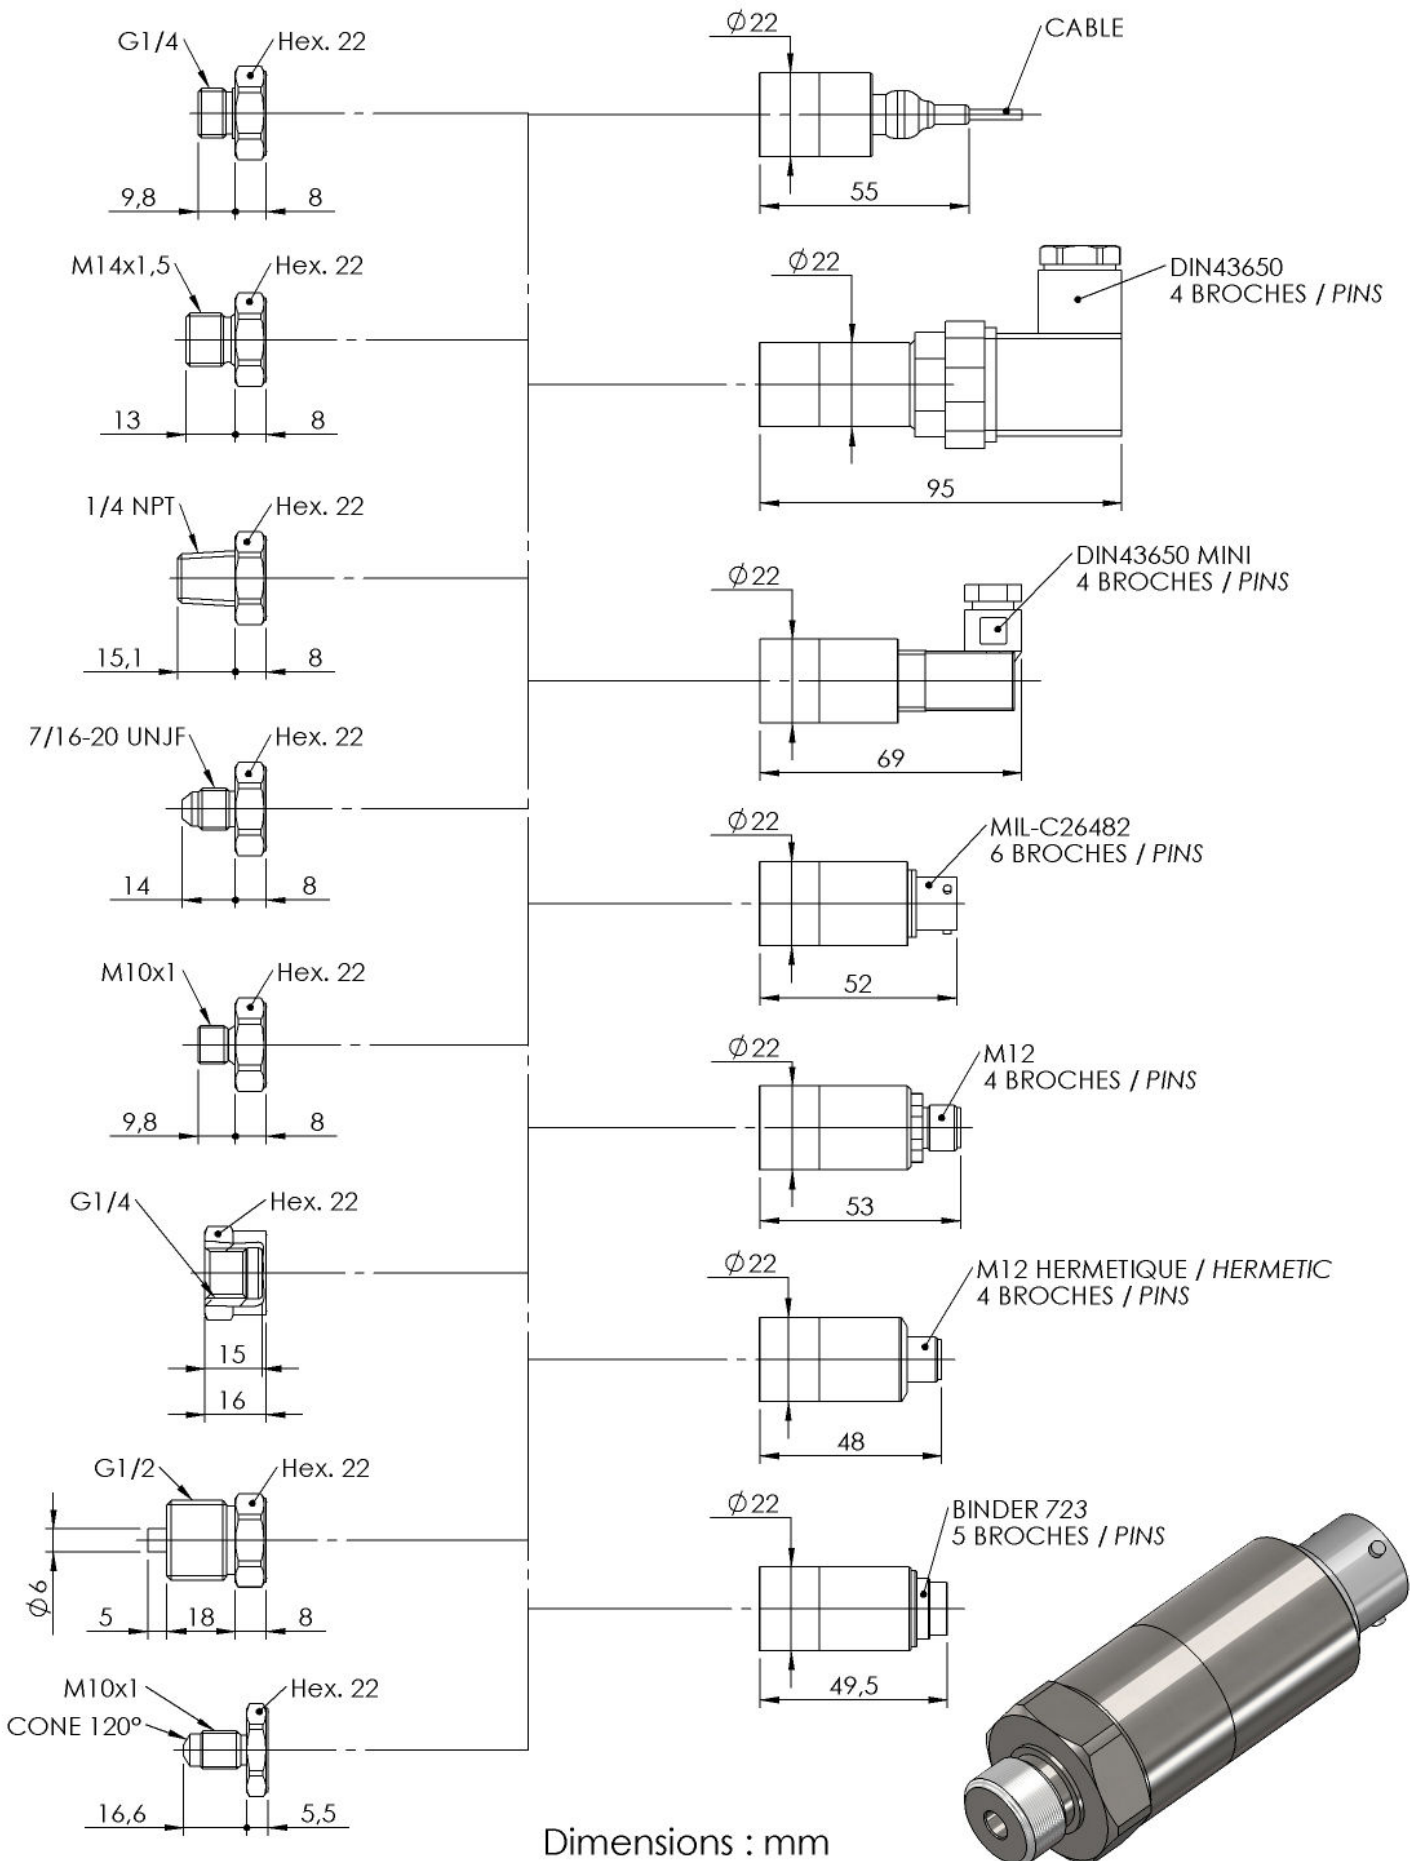 G1/4
Hex. 22
9,8
8
M14x1,5
Hex. 22
13
8
1/4 NPT
Hex. 22
15,1
8
7/16-20 UNJF
Hex. 22
14
8
M10x1
Hex. 22
9,8
8
G1/4
Hex. 22
15
16
G1/2
Hex. 22
Ø6
5
18
8
M10x1
Hex. 22
CONE 120°
16,6
5,5
Ø22
CABLE
55
Ø22
DIN43650
4 BROCHES / PINS
95
Ø22
DIN43650 MINI
4 BROCHES / PINS
69
Ø22
MIL-C26482
6 BROCHES / PINS
52
Ø22
M12
4 BROCHES / PINS
53
Ø22
M12 HERMETIQUE / HERMETIC
4 BROCHES / PINS
48
Ø22
BINDER 723
5 BROCHES / PINS
49,5
Dimensions : mm